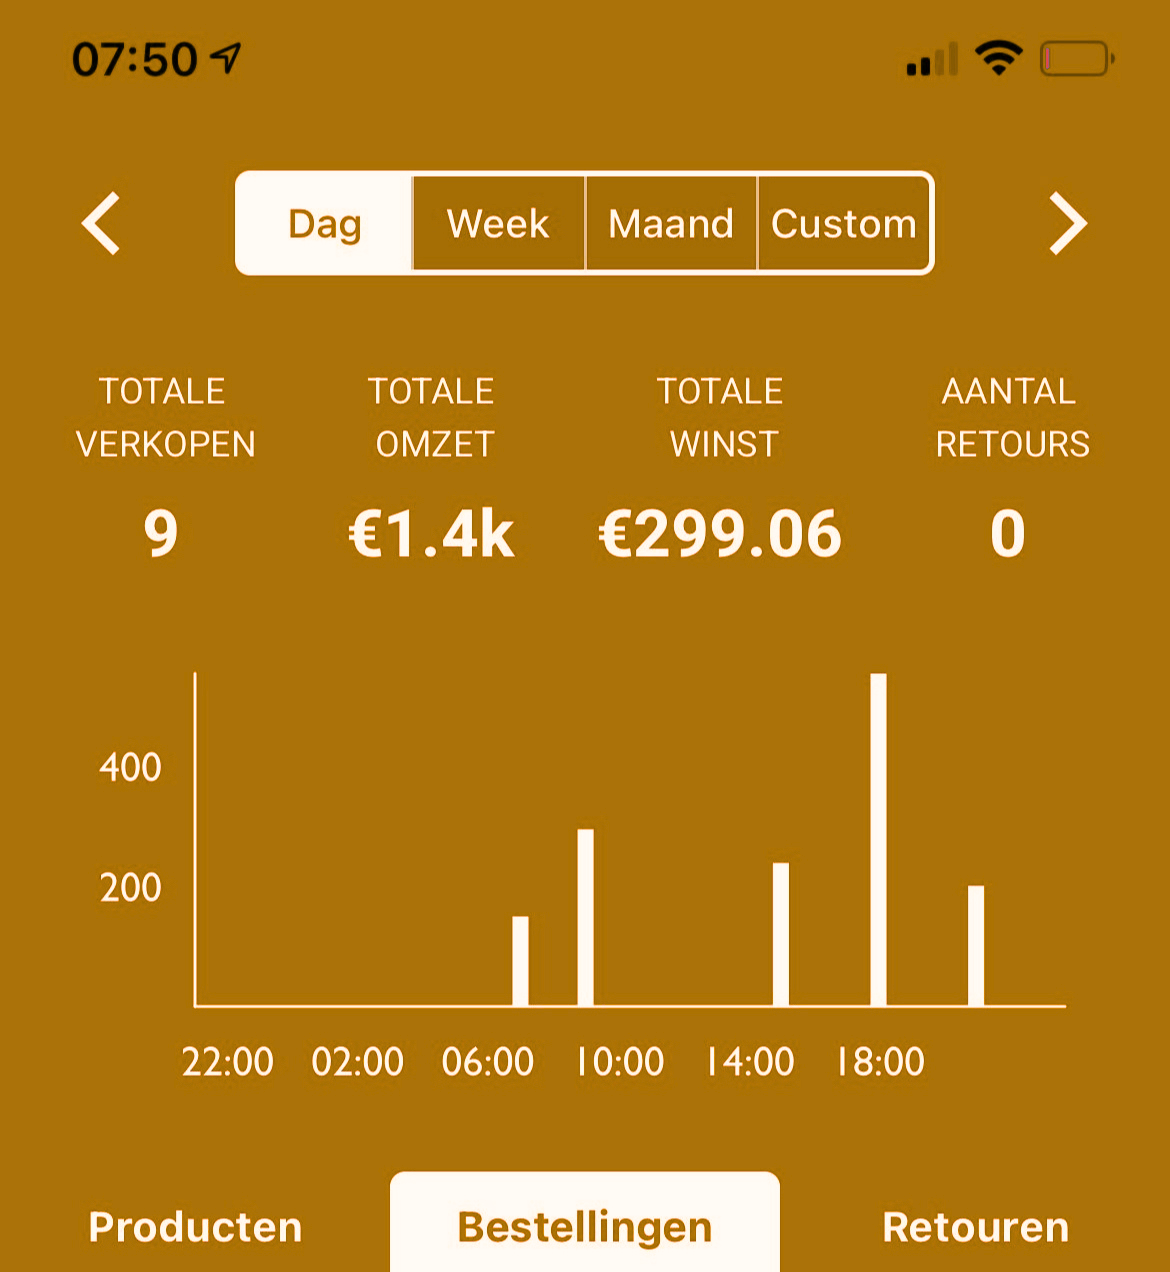 07:50
Dag Week Maand Custom
TOTALE VERKOPEN TOTALE OMZET TOTALE WINST AANTAL RETOURS
9 €1.4k €299.06 0
400
200
22:00 02:00 06:00 10:00 14:00 18:00
Producten Bestellingen Retouren